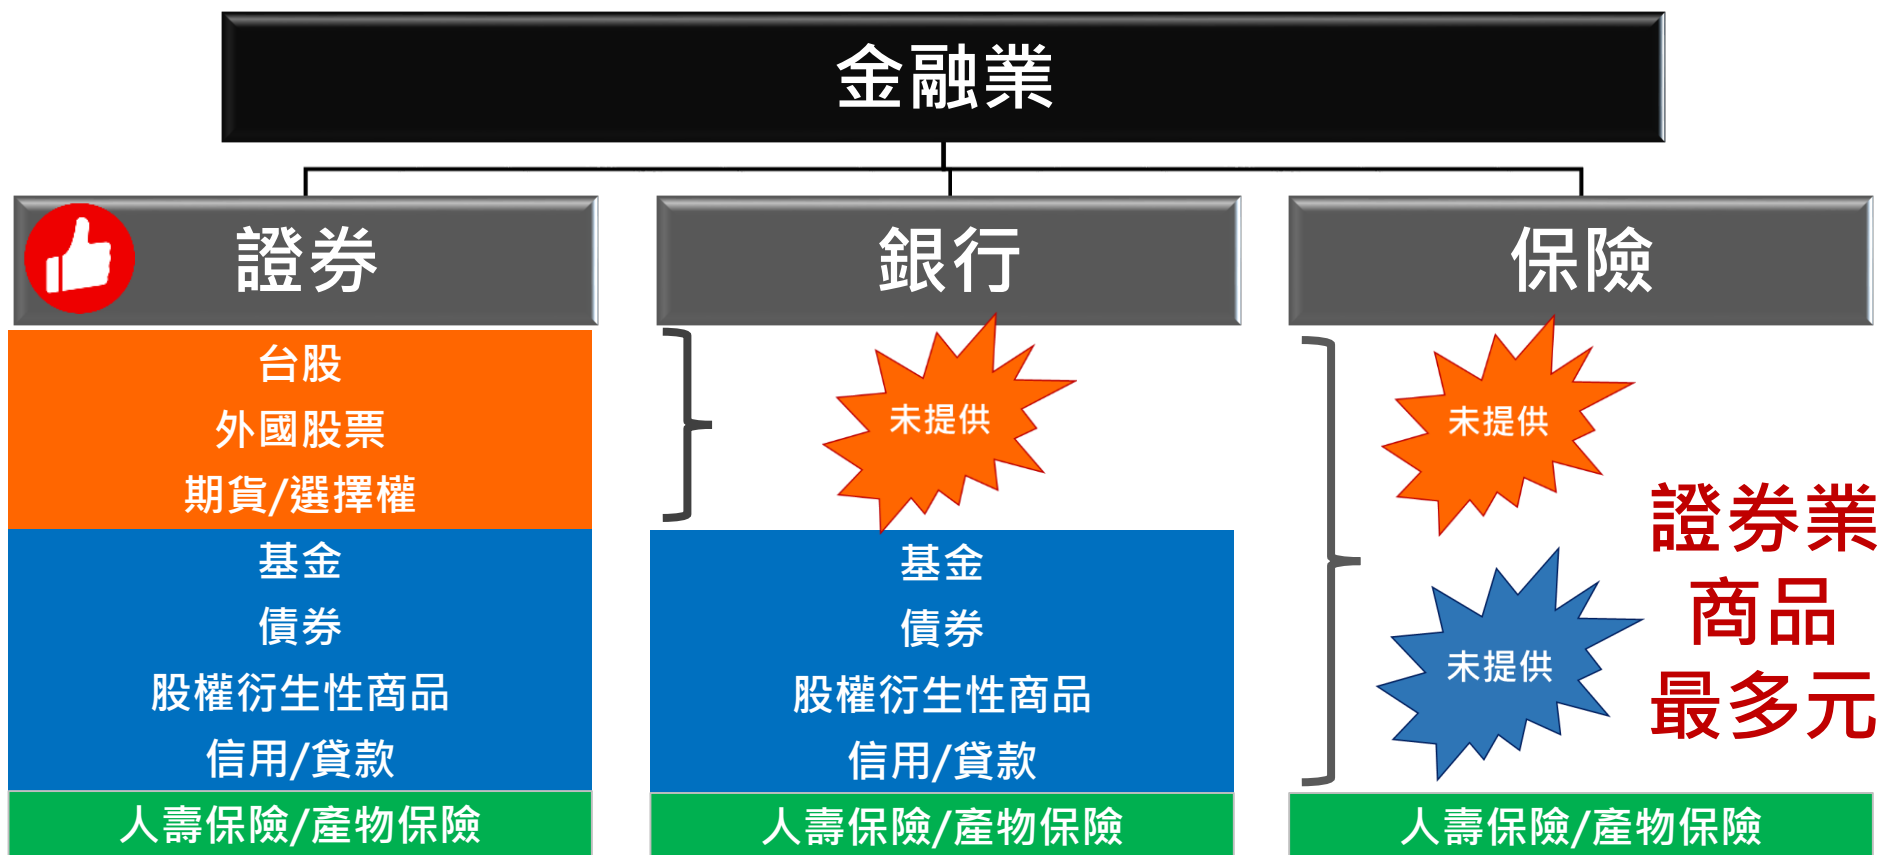 金融業
證券
銀行
保險
台股
外國股票
期貨/選擇權
基金
債券
股權衍生性商品
信用/貸款
人壽保險/產物保險
未提供
基金
債券
股權衍生性商品
信用/貸款
人壽保險/產物保險
未提供
未提供
人壽保險/產物保險
證券業
商品
最多元